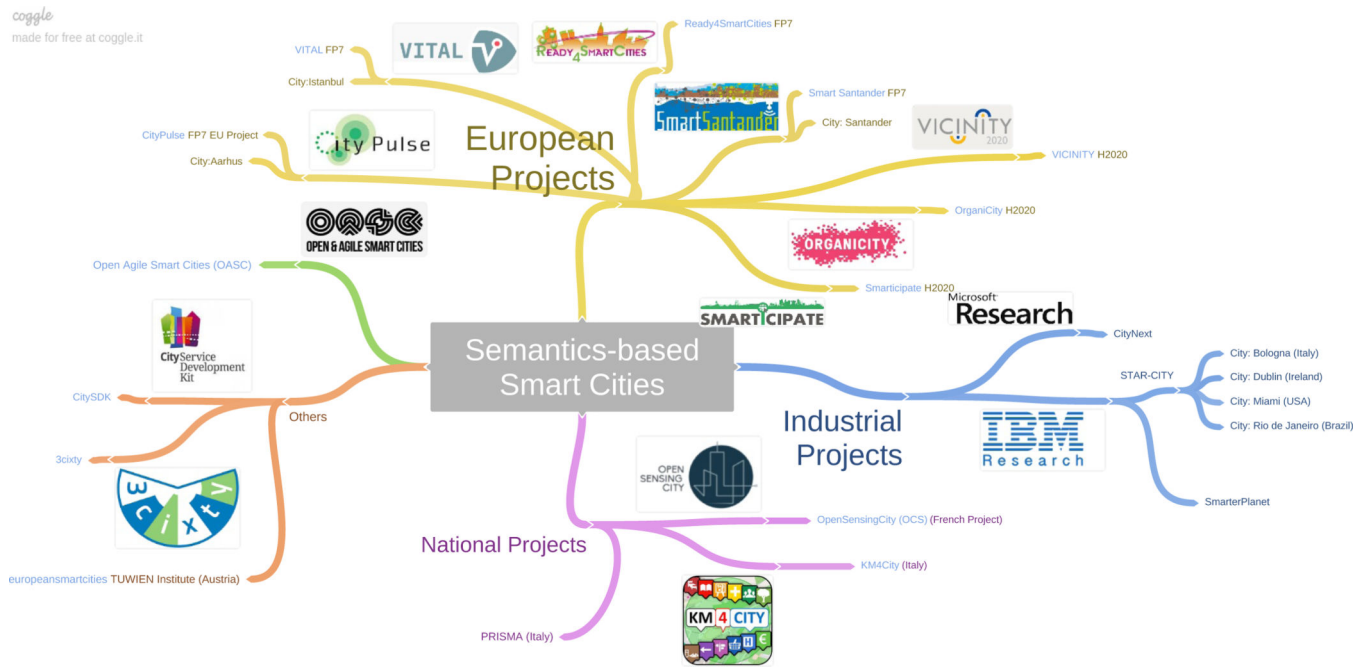 coggle
made for free at coggle.it
VITAL FP7
City:Istanbul
VITAL
READY4SMARTCITIES
Ready4SmartCities FP7
CityPulse FP7 EU Project
City:Aarhus
City Pulse
European
Projects
SmartSantander
Smart Santander FP7
City: Santander
VICINITY
2020
VICINITY H2020
OrganiCity H2020
ORGANICITY
Smarticipate H2020
SMARTICIPATE
OASC
OPEN & AGILE SMART CITIES
Open Agile Smart Cities (OASC)
Semantics-based
Smart Cities
CityService
Development
Kit
CitySDK
Others
3cixty
3cixty
europeansmartcities TUWIEN Institute (Austria)
Microsoft
Research
CityNext
Industrial
Projects
IBM
Research
STAR-CITY
City: Bologna (Italy)
City: Dublin (Ireland)
City: Miami (USA)
City: Rio de Janeiro (Brazil)
SmarterPlanet
OPEN
SENSING
CITY
National Projects
OpenSensingCity (OCS) (French Project)
KM4City (Italy)
KM 4 CITY
PRISMA (Italy)